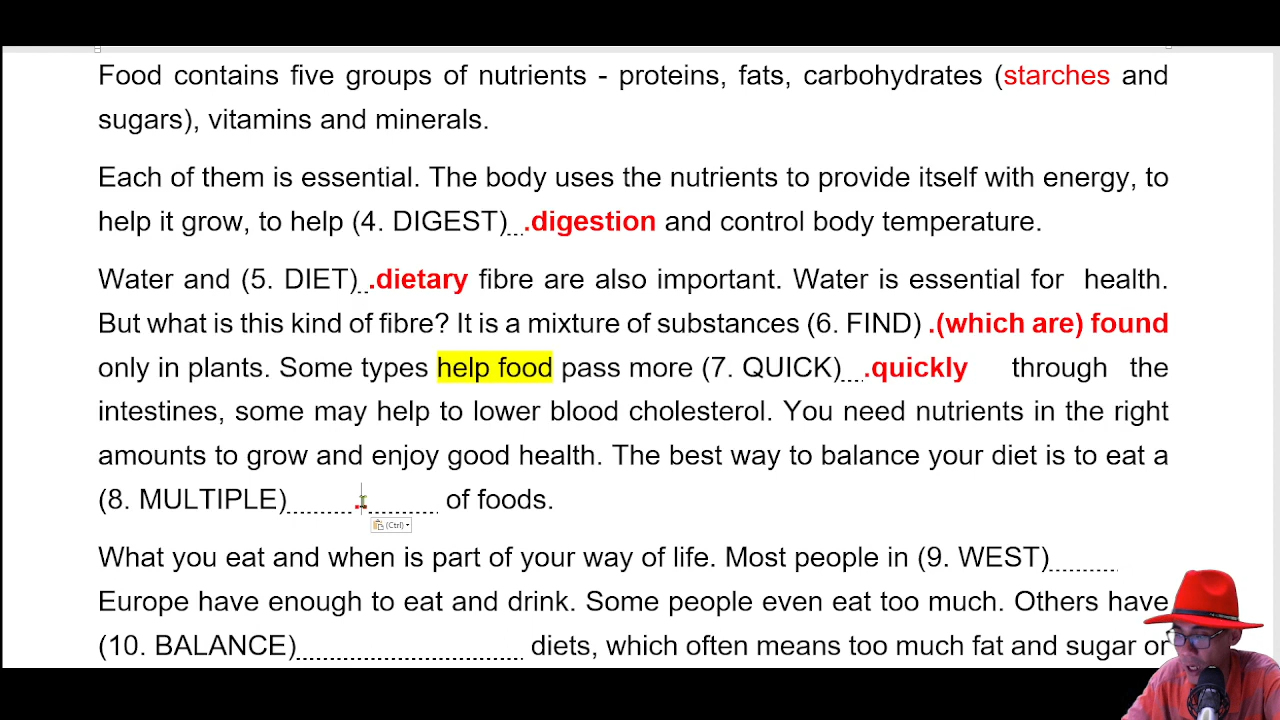 Food contains five groups of nutrients - proteins, fats, carbohydrates (starches and
sugars), vitamins and minerals.
Each of them is essential. The body uses the nutrients to provide itself with energy, to
help it grow, to help (4. DIGEST)...digestion and control body temperature.
Water and (5. DIET)..dietary fibre are also important. Water is essential for health.
But what is this kind of fibre? It is a mixture of substances (6. FIND) .(which are) found
only in plants. Some types help food pass more (7. QUICK)....quickly through the
intestines, some may help to lower blood cholesterol. You need nutrients in the right
amounts to grow and enjoy good health. The best way to balance your diet is to eat a
(8. MULTIPLE)..................... of foods.
(Ctrl)
What you eat and when is part of your way of life. Most people in (9. WEST)..........
Europe have enough to eat and drink. Some people even eat too much. Others have
(10. BALANCE)................................ diets, which often means too much fat and sugar or